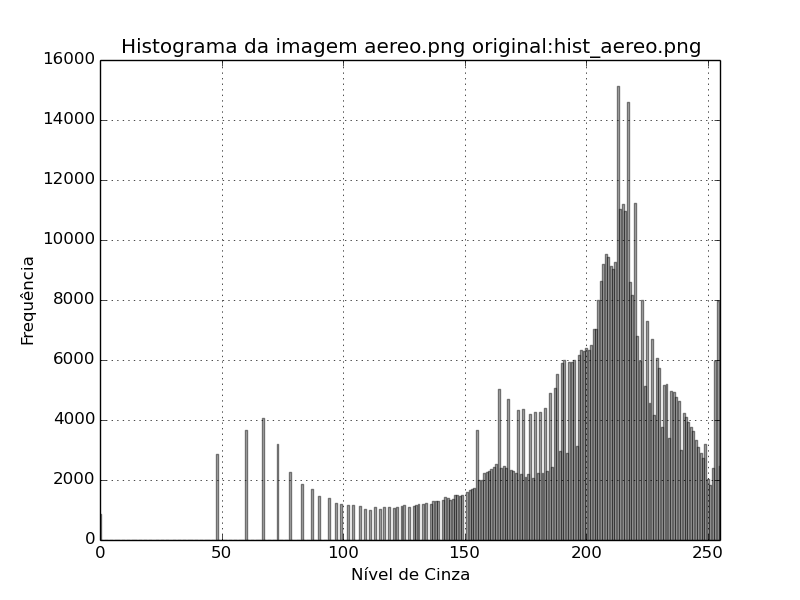 Histograma da imagem aereo.png original:hist_aereo.png
16000
14000
12000
10000
8000
6000
4000
2000
0
Frequência
0 50 100 150 200 250
Nível de Cinza